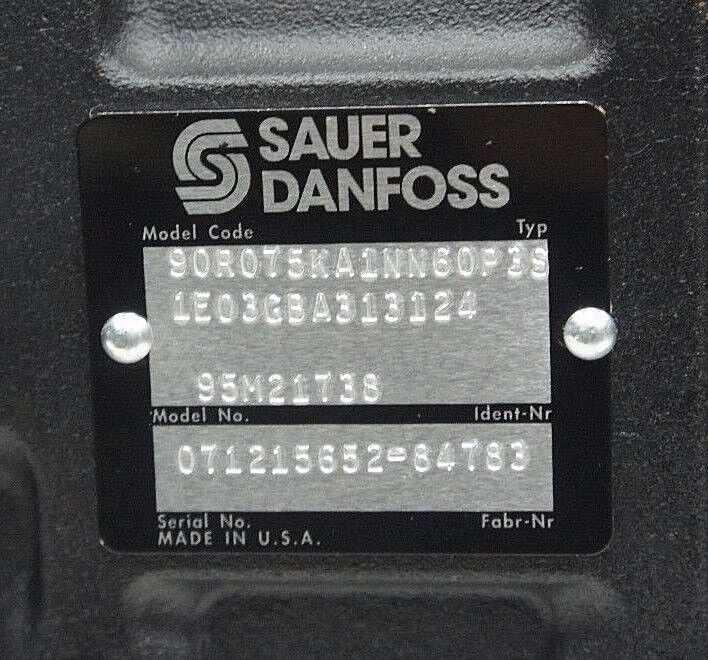 SAUER
DANFOSS
Model Code Typ
90R075KA1NN60P3S
1E03GBA313124
95M21738
Model No. Ident-Nr
071215652-84783
Serial No. Fabr-Nr
MADE IN U.S.A.